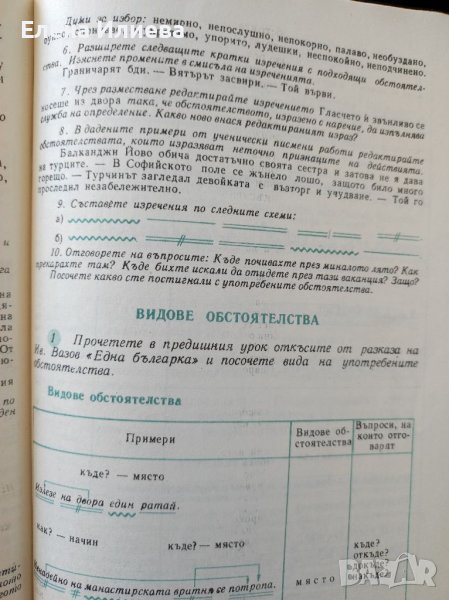 Елина Илиева
Думи за избор: немирно, непослушно, непокорно, палаво, необуздано,
упорито, лудешки, неспокойно, неподчинено.
6. Разширете следващите кратки изречения с подходящи обстоятел-
ства. Изяснете промените в смисъла на изреченията.
Граничарят бди. — Вятърът засвири. — Той върви.
7. Чрез разместване редактирайте изречението Гласчето ѝ звънливо се
носеше из двора така, че обстоятелството, изразено с наречие, да изпълнява
служба на определение. Какво ново внася редактираният израз?
8. В дадените примери от ученически писмени работи редактирайте
обстоятелствата, които изразяват неточно признаците на действията.
Балканджи Йово обича достатъчно своята сестра и затова не я дава
на турците. — В Софийското поле се жънело лошо, защото било много
горещо. — Турчинът загледал девойката с възторг и учудване. — Той го
проследил незабележително.
9. Съставете изречения по следните схеми:
а)
б)
10. Отговорете на въпросите: Къде почивахте през миналото лято? Как
прекарахте там? Къде бихте искали да отидете през тази ваканция? Защо?
Посочете какво сте постигнали с употребените обстоятелства.
ВИДОВЕ ОБСТОЯТЕЛСТВА
1 Прочетете в предишния урок откъсите от разказа на
Ив. Вазов «Една българка» и посочете вида на употребените
обстоятелства.
Видове обстоятелства
Примери
Видове об-
стоятелства
Въпроси, на
които отго-
варят
къде? — място
Излезе на двора един ратай.
как? — начин къде? — място
на манастирската врата се потропа.
място
къде?
откъде?
докъде?
накъде?
BAZAR.bg